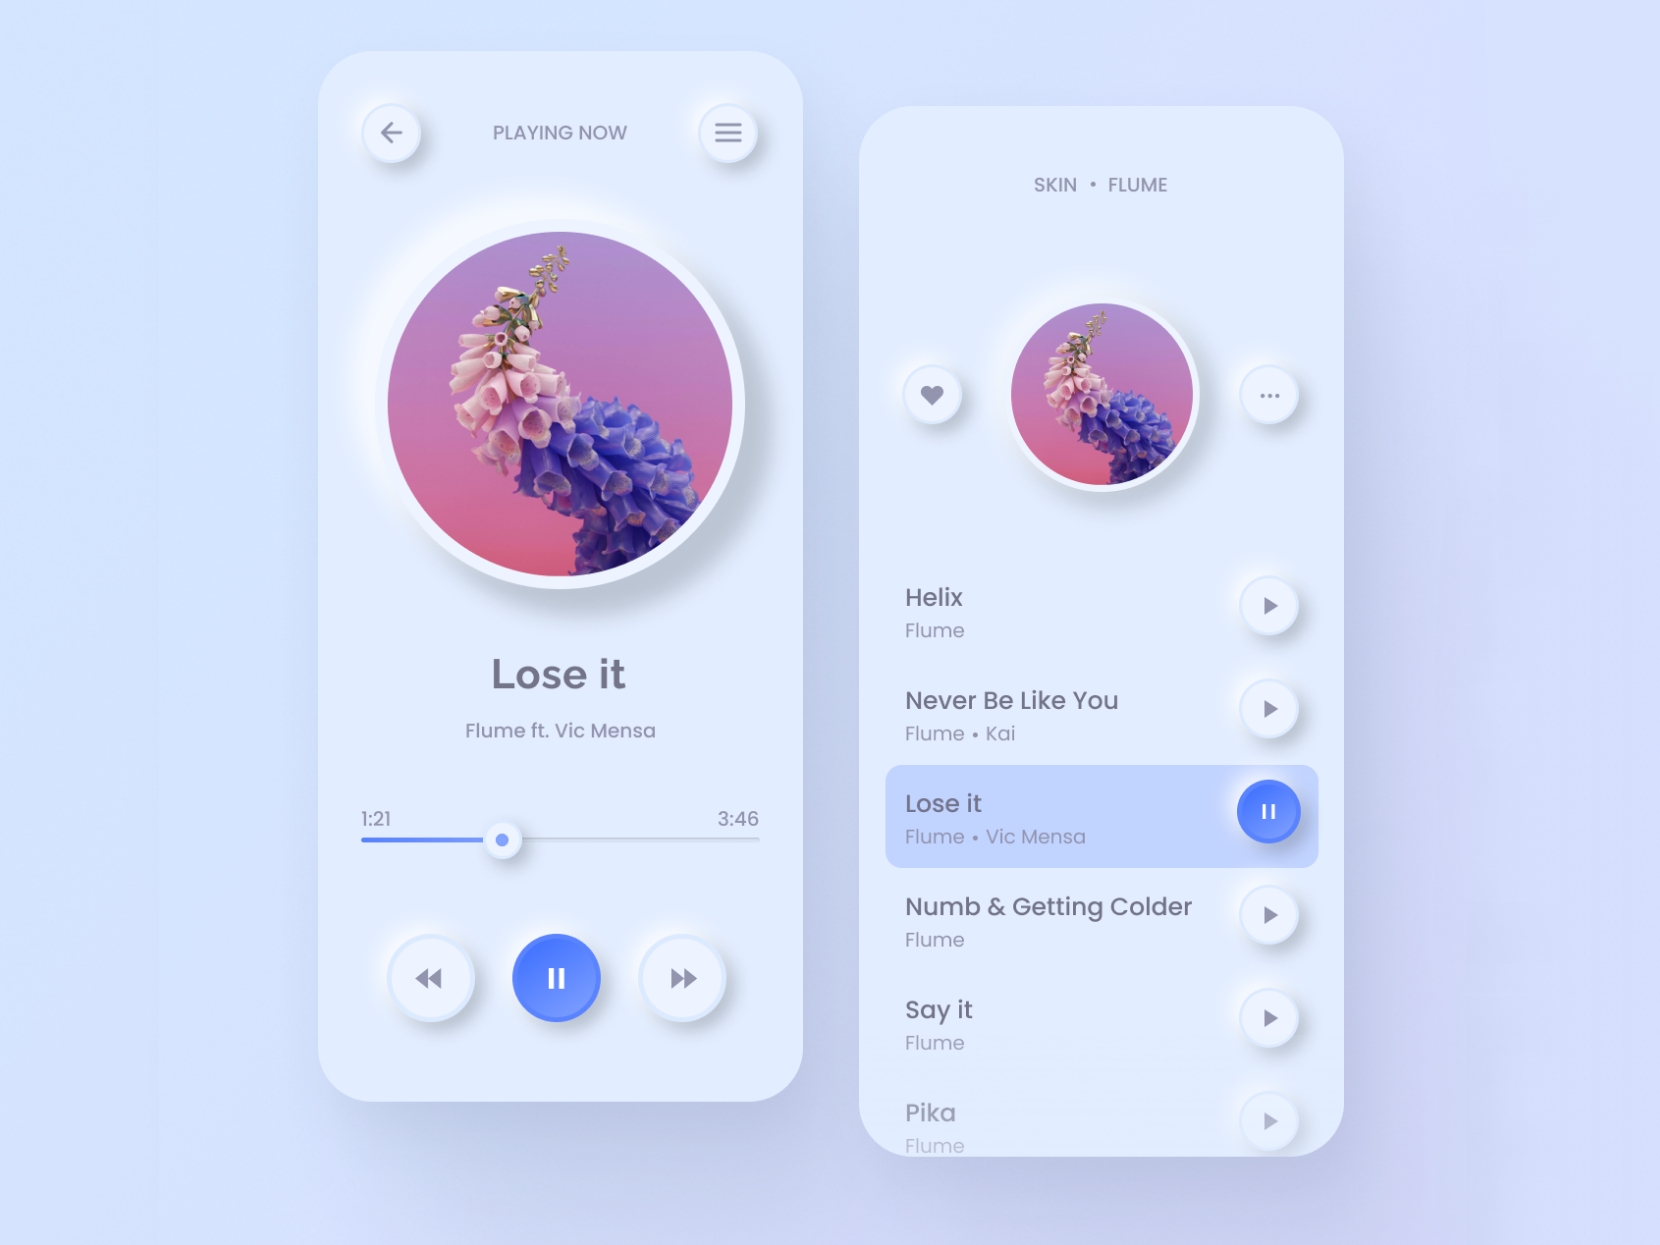 PLAYING NOW
Lose it
Flume ft. Vic Mensa
1:21
3:46
SKIN • FLUME
Helix
Flume
Never Be Like You
Flume • Kai
Lose it
Flume • Vic Mensa
Numb & Getting Colder
Flume
Say it
Flume
Pika
Flume